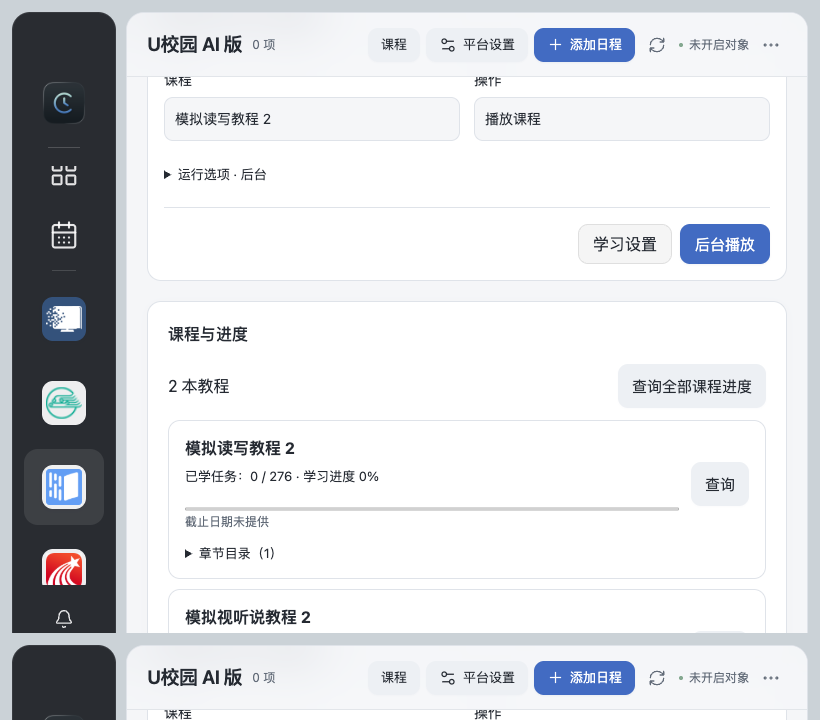 U校园 AI 版 0 项 课程 平台设置 添加日程 未开启对象
课程 操作
模拟读写教程 2 播放课程
运行选项 · 后台
学习设置 后台播放
课程与进度
2 本教程 查询全部课程进度
模拟读写教程 2
已学任务：0 / 276 · 学习进度 0%
查询
截止日期未提供
章节目录（1）
模拟视听说教程 2
U校园 AI 版 0 项 课程 平台设置 添加日程 未开启对象
课程 操作